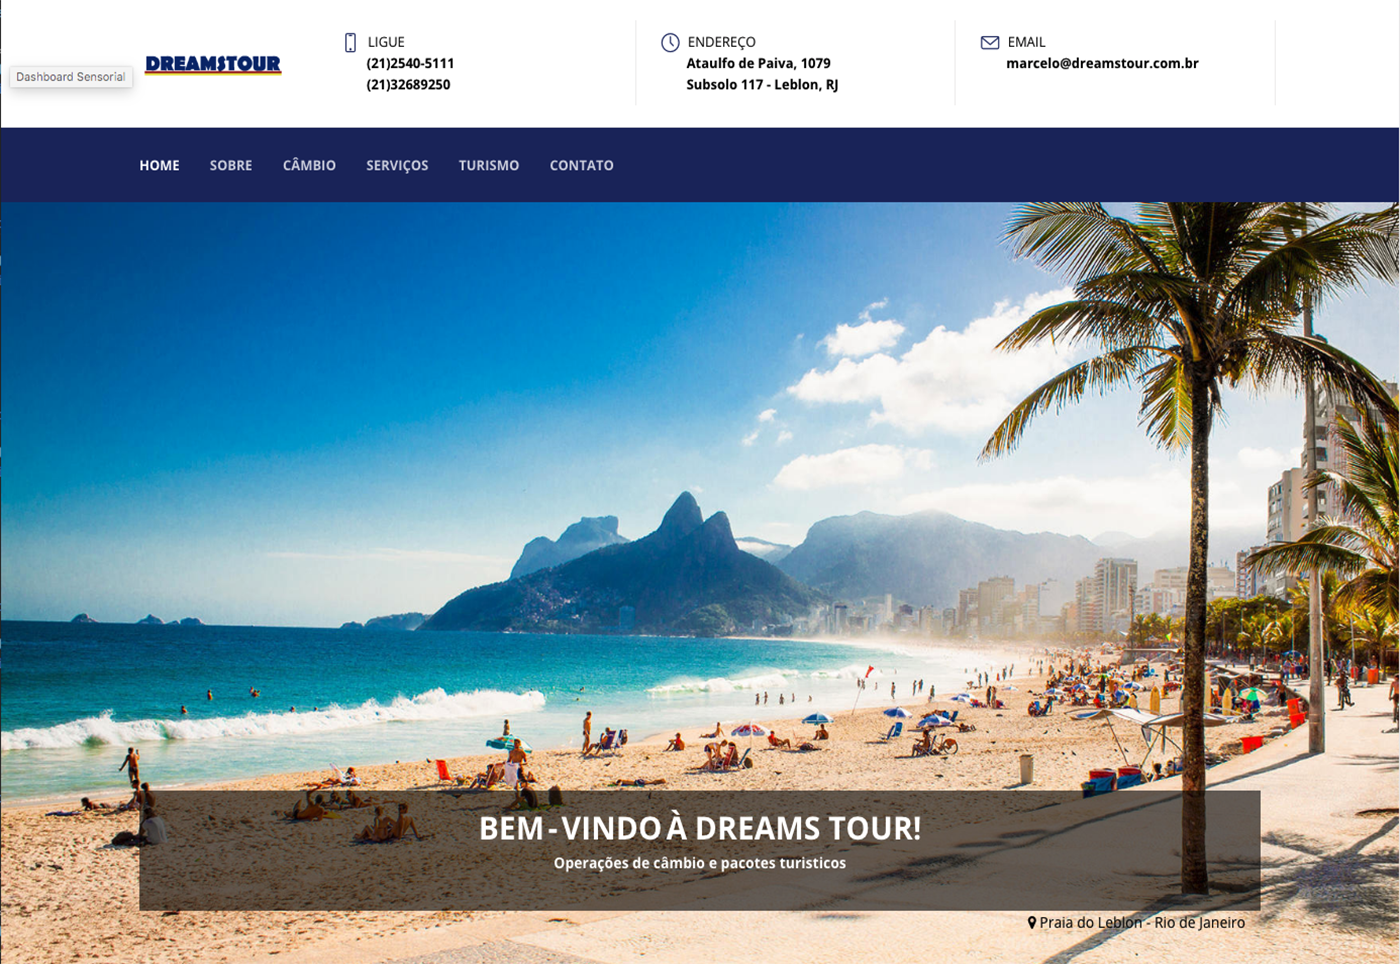 Dashboard Sensorial
DREAMSTOUR
LIGUE
(21)2540-5111
(21)32689250
ENDEREÇO
Ataulfo de Paiva, 1079
Subsolo 117 - Leblon, RJ
EMAIL
marcelo@dreamstour.com.br
HOME SOBRE CÂMBIO SERVIÇOS TURISMO CONTATO
BEM-VINDO À DREAMS TOUR!
Operações de câmbio e pacotes turisticos
Praia do Leblon - Rio de Janeiro